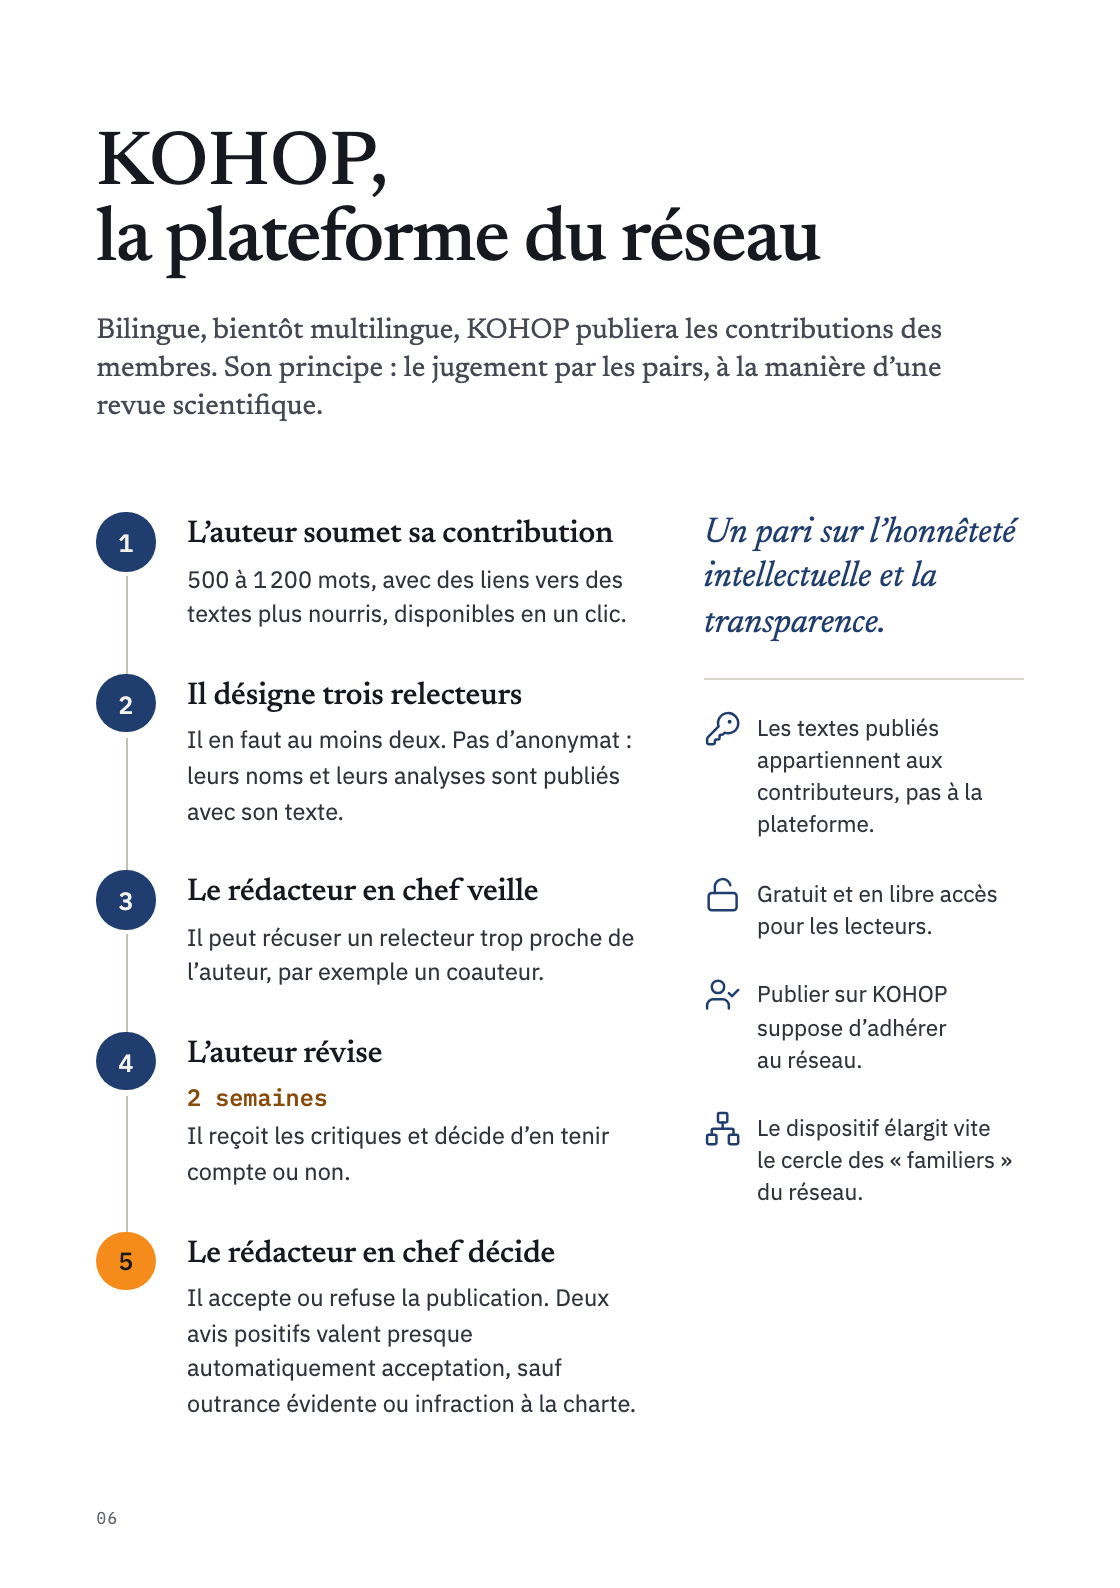 KOHOP,
la plateforme du réseau
Bilingue, bientôt multilingue, KOHOP publiera les contributions des
membres. Son principe : le jugement par les pairs, à la manière d’une
revue scientifique.
1
L’auteur soumet sa contribution
500 à 1 200 mots, avec des liens vers des
textes plus nourris, disponibles en un clic.
2
Il désigne trois relecteurs
Il en faut au moins deux. Pas d’anonymat :
leurs noms et leurs analyses sont publiés
avec son texte.
3
Le rédacteur en chef veille
Il peut récuser un relecteur trop proche de
l’auteur, par exemple un coauteur.
4
L’auteur révise
2 semaines
Il reçoit les critiques et décide d’en tenir
compte ou non.
5
Le rédacteur en chef décide
Il accepte ou refuse la publication. Deux
avis positifs valent presque
automatiquement acceptation, sauf
outrance évidente ou infraction à la charte.
Un pari sur l’honnêteté
intellectuelle et la
transparence.
Les textes publiés
appartiennent aux
contributeurs, pas à la
plateforme.
Gratuit et en libre accès
pour les lecteurs.
Publier sur KOHOP
suppose d’adhérer
au réseau.
Le dispositif élargit vite
le cercle des « familiers »
du réseau.
06